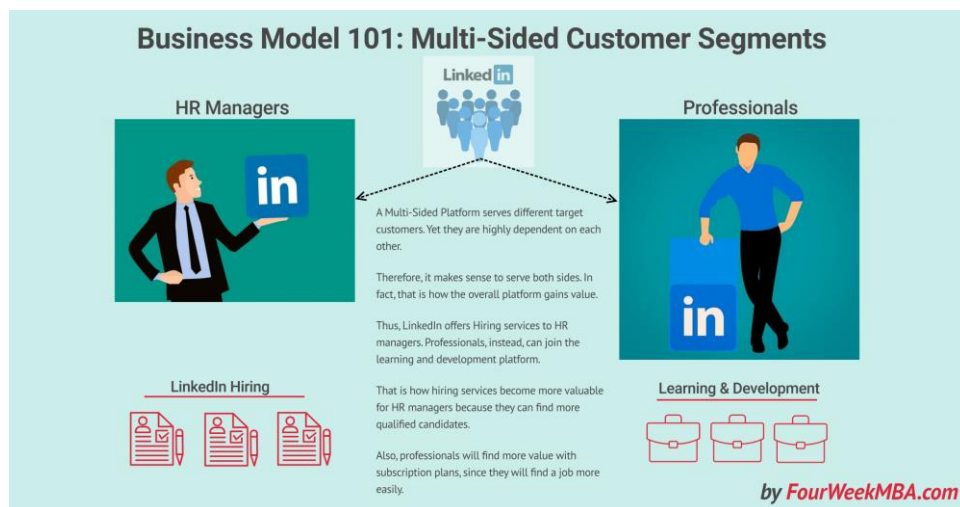 Business Model 101: Multi-Sided Customer Segments
Linked in
HR Managers
Professionals
in
in
A Multi-Sided Platform serves different target
customers. Yet they are highly dependent on each
other.
Therefore, it makes sense to serve both sides. In
fact, that is how the overall platform gains value.
Thus, LinkedIn offers Hiring services to HR
managers. Professionals, instead, can join the
learning and development platform.
That is how hiring services become more valuable
for HR managers because they can find more
qualified candidates.
Also, professionals will find more value with
subscription plans, since they will find a job more
easily.
LinkedIn Hiring
Learning & Development
by FourWeekMBA.com